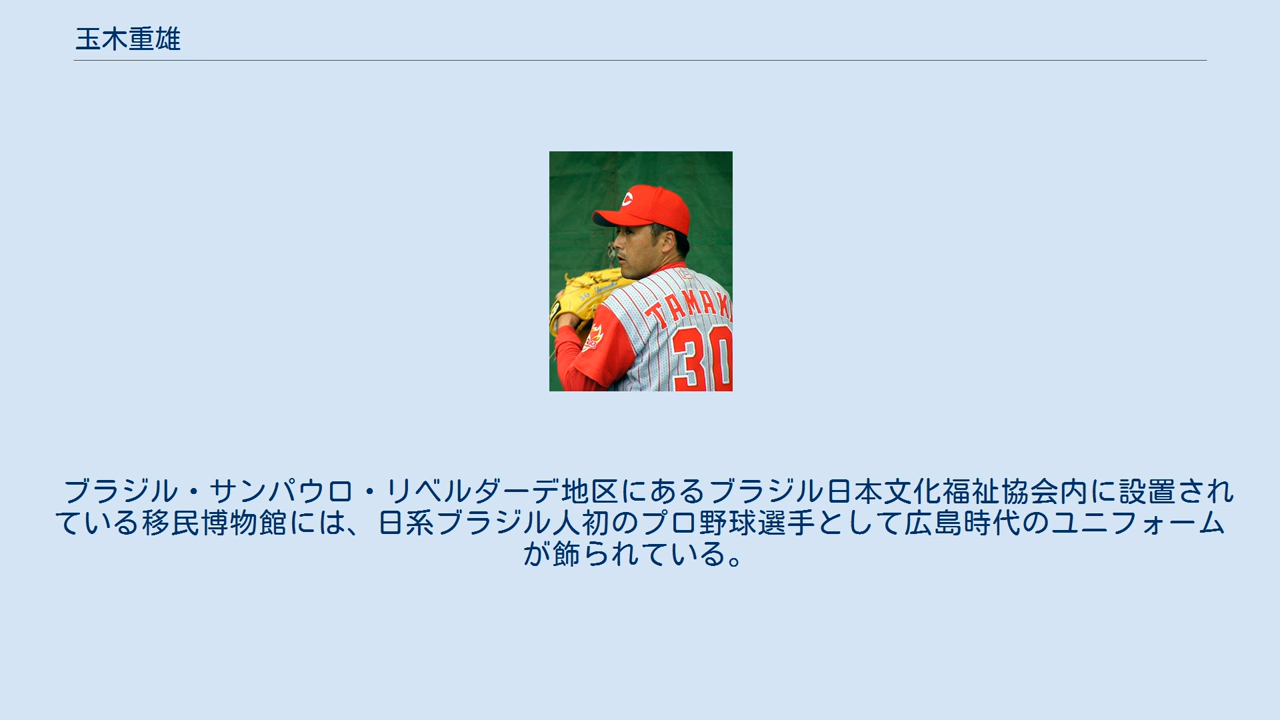 玉木重雄
C
TAMAK
30
ブラジル・サンパウロ・リベルダーデ地区にあるブラジル日本文化福祉協会内に設置され
ている移民博物館には、日系ブラジル人初のプロ野球選手として広島時代のユニフォーム
が飾られている。